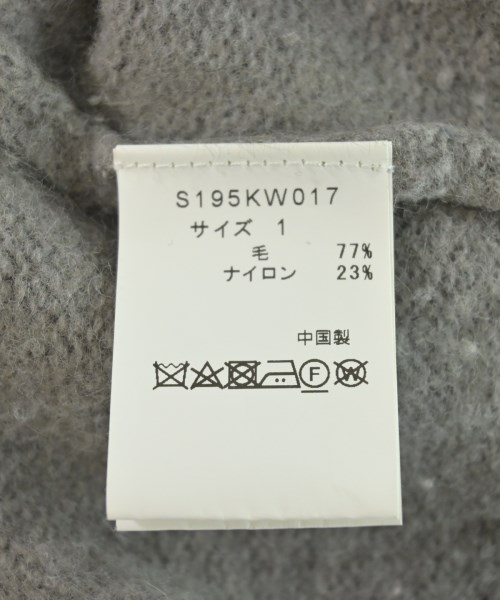 S195KW017
サイズ 1
毛 77%
ナイロン 23%
中国製
F W